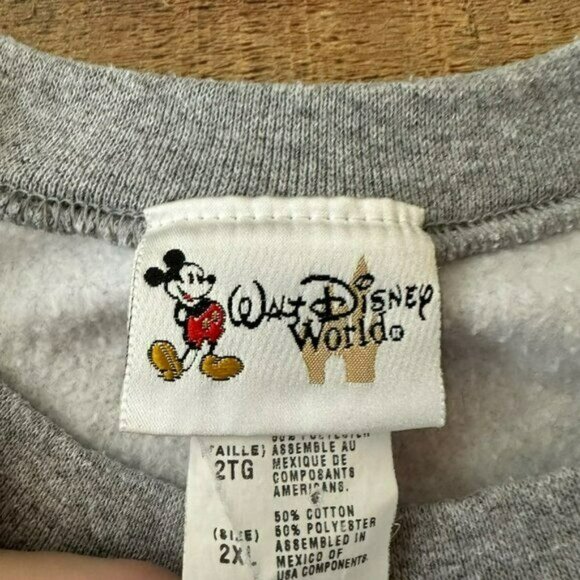 WALT DISNEY
World®
50% POLYESTER
(TAILLE) ASSEMBLE AU
2TG MEXIQUE DE
COMPOSANTS
AMERICANS.
50% COTTON
(SIZE) 50% POLYESTER
2XL ASSEMBLED IN
MEXICO OF
USA COMPONENTS